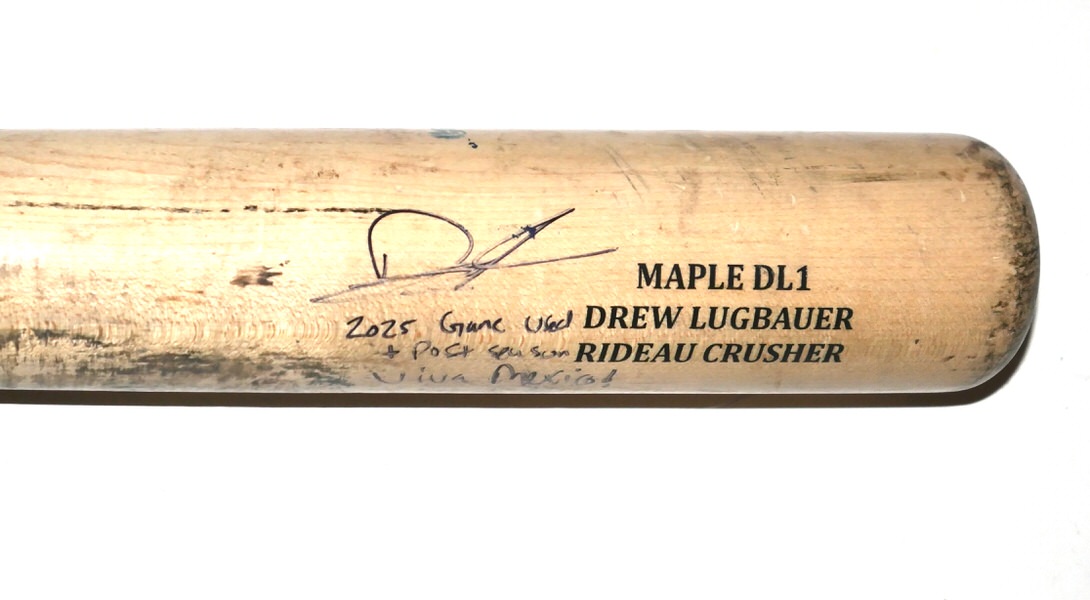 MAPLE DL1
DREW LUGBAUER
RIDEAU CRUSHER
2025 Game Used
+ Post season
Viva Mexico!